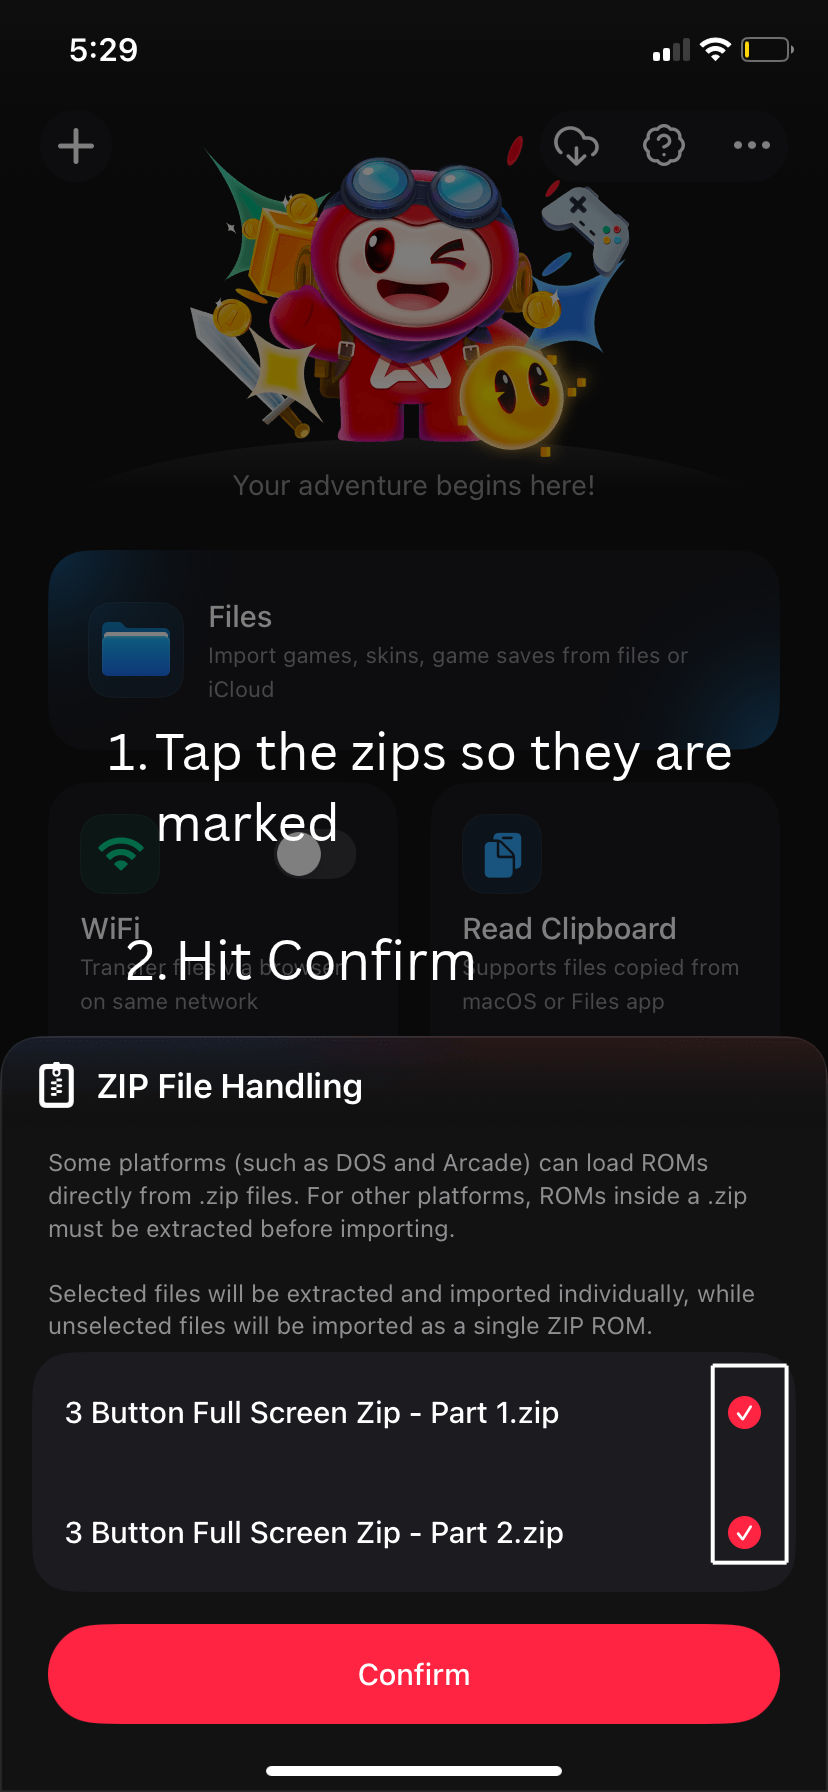 5:29
Your adventure begins here!
Files
Import games, skins, game saves from files or
iCloud
1. Tap the zips so they are
marked
WiFi
Transfer files via browser
on same network
Read Clipboard
Supports files copied from
macOS or Files app
2. Hit Confirm
ZIP File Handling
Some platforms (such as DOS and Arcade) can load ROMs
directly from .zip files. For other platforms, ROMs inside a .zip
must be extracted before importing.
Selected files will be extracted and imported individually, while
unselected files will be imported as a single ZIP ROM.
3 Button Full Screen Zip - Part 1.zip
3 Button Full Screen Zip - Part 2.zip
Confirm